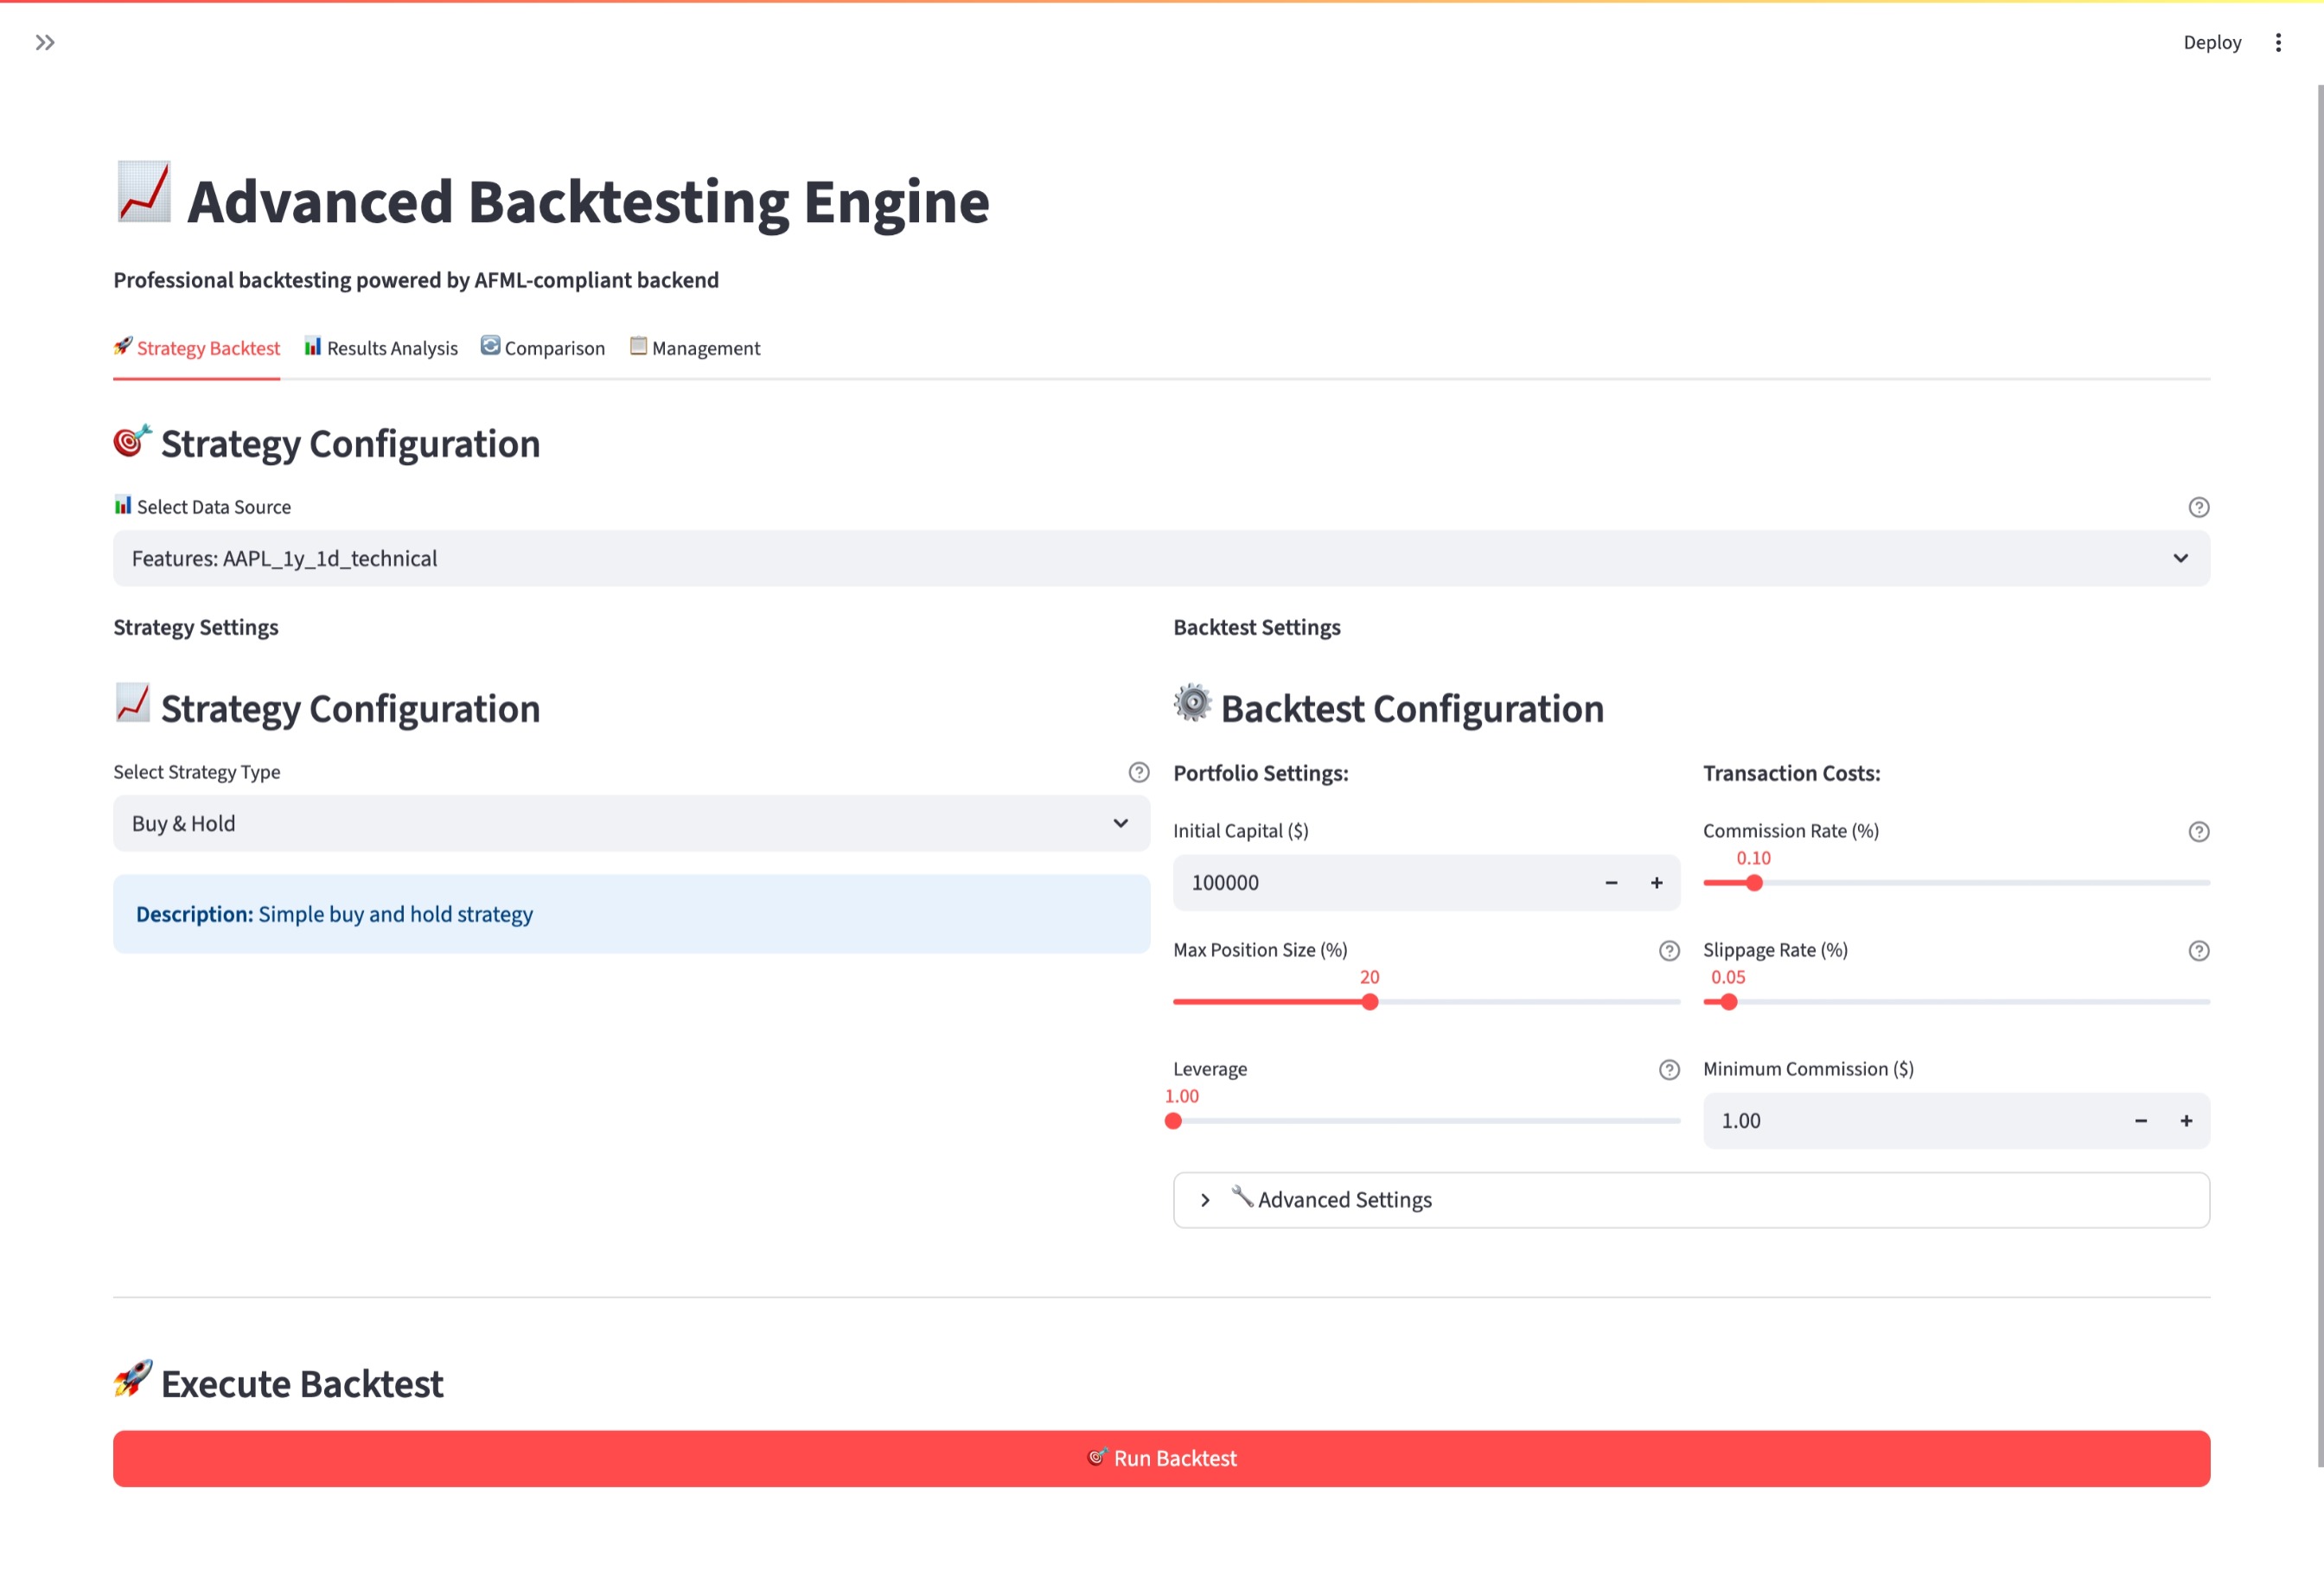 Deploy
Advanced Backtesting Engine
Professional backtesting powered by AFML-compliant backend
Strategy Backtest
Results Analysis
Comparison
Management
Strategy Configuration
Select Data Source
Features: AAPL_1y_1d_technical
Strategy Settings
Strategy Configuration
Select Strategy Type
Buy & Hold
Description: Simple buy and hold strategy
Backtest Settings
Backtest Configuration
Portfolio Settings:
Initial Capital ($)
100000
Max Position Size (%)
20
Leverage
1.00
Transaction Costs:
Commission Rate (%)
0.10
Slippage Rate (%)
0.05
Minimum Commission ($)
1.00
Advanced Settings
Execute Backtest
Run Backtest